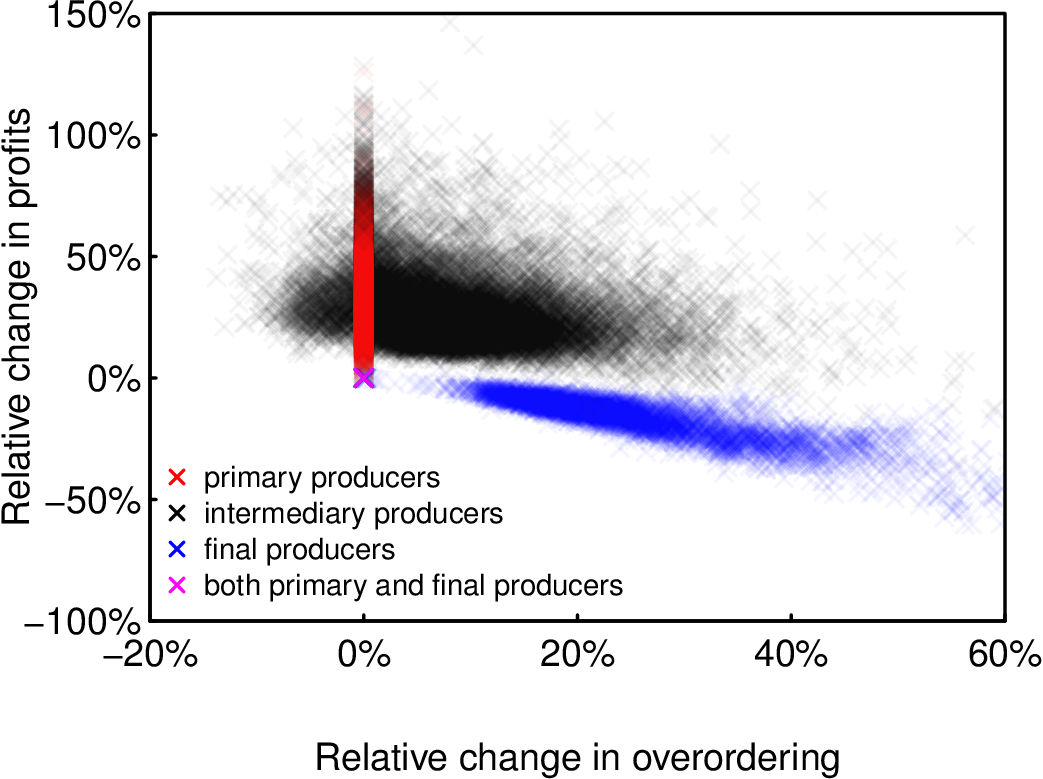 150%
100%
50%
0%
−50%
−100%
Relative change in profits
primary producers
intermediary producers
final producers
both primary and final producers
−20% 0% 20% 40% 60%
Relative change in overordering